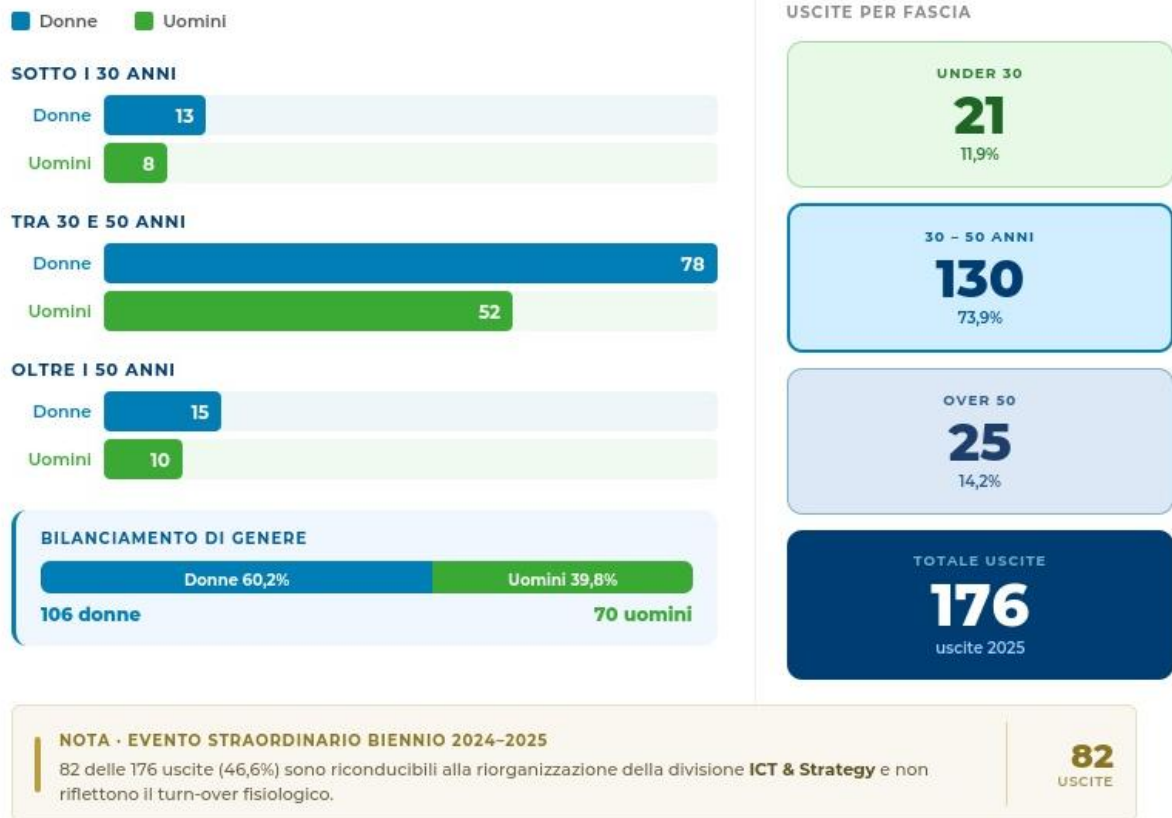 Donne Uomini
SOTTO I 30 ANNI
Donne 13
Uomini 8
TRA 30 E 50 ANNI
Donne 78
Uomini 52
OLTRE I 50 ANNI
Donne 15
Uomini 10
BILANCIAMENTO DI GENERE
Donne 60,2% Uomini 39,8%
106 donne 70 uomini
USCITE PER FASCIA
UNDER 30
21
11,9%
30 – 50 ANNI
130
73,9%
OVER 50
25
14,2%
TOTALE USCITE
176
uscite 2025
NOTA · EVENTO STRAORDINARIO BIENNIO 2024–2025
82 delle 176 uscite (46,6%) sono riconducibili alla riorganizzazione della divisione ICT & Strategy e non
riflettono il turn-over fisiologico.
82
USCITE